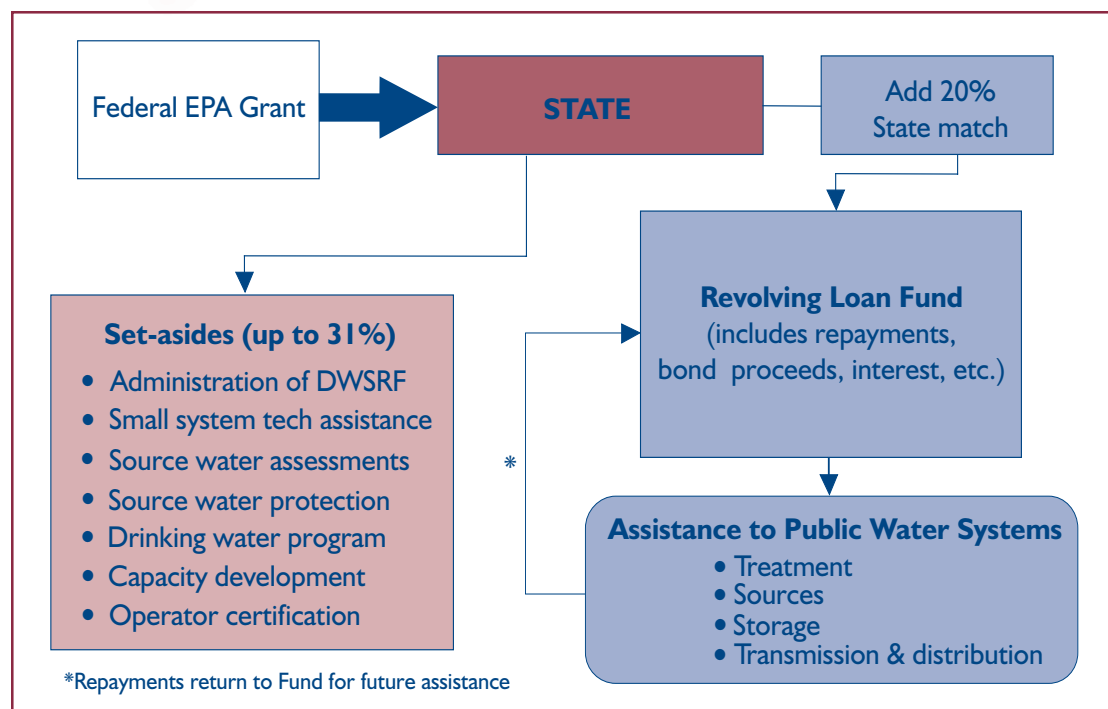 Federal EPA Grant
STATE
Add 20%
State match
Revolving Loan Fund
(includes repayments,
bond proceeds, interest, etc.)
Set-asides (up to 31%)
• Administration of DWSRF
• Small system tech assistance
• Source water assessments
• Source water protection
• Drinking water program
• Capacity development
• Operator certification
*
Assistance to Public Water Systems
• Treatment
• Sources
• Storage
• Transmission & distribution
*Repayments return to Fund for future assistance